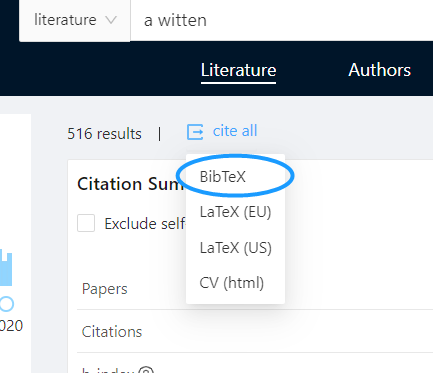 literature a witten
Literature Authors
516 results | cite all
BibTeX
Citation Sum
Exclude self
LaTeX (EU)
LaTeX (US)
CV (html)
Papers
020
Citations